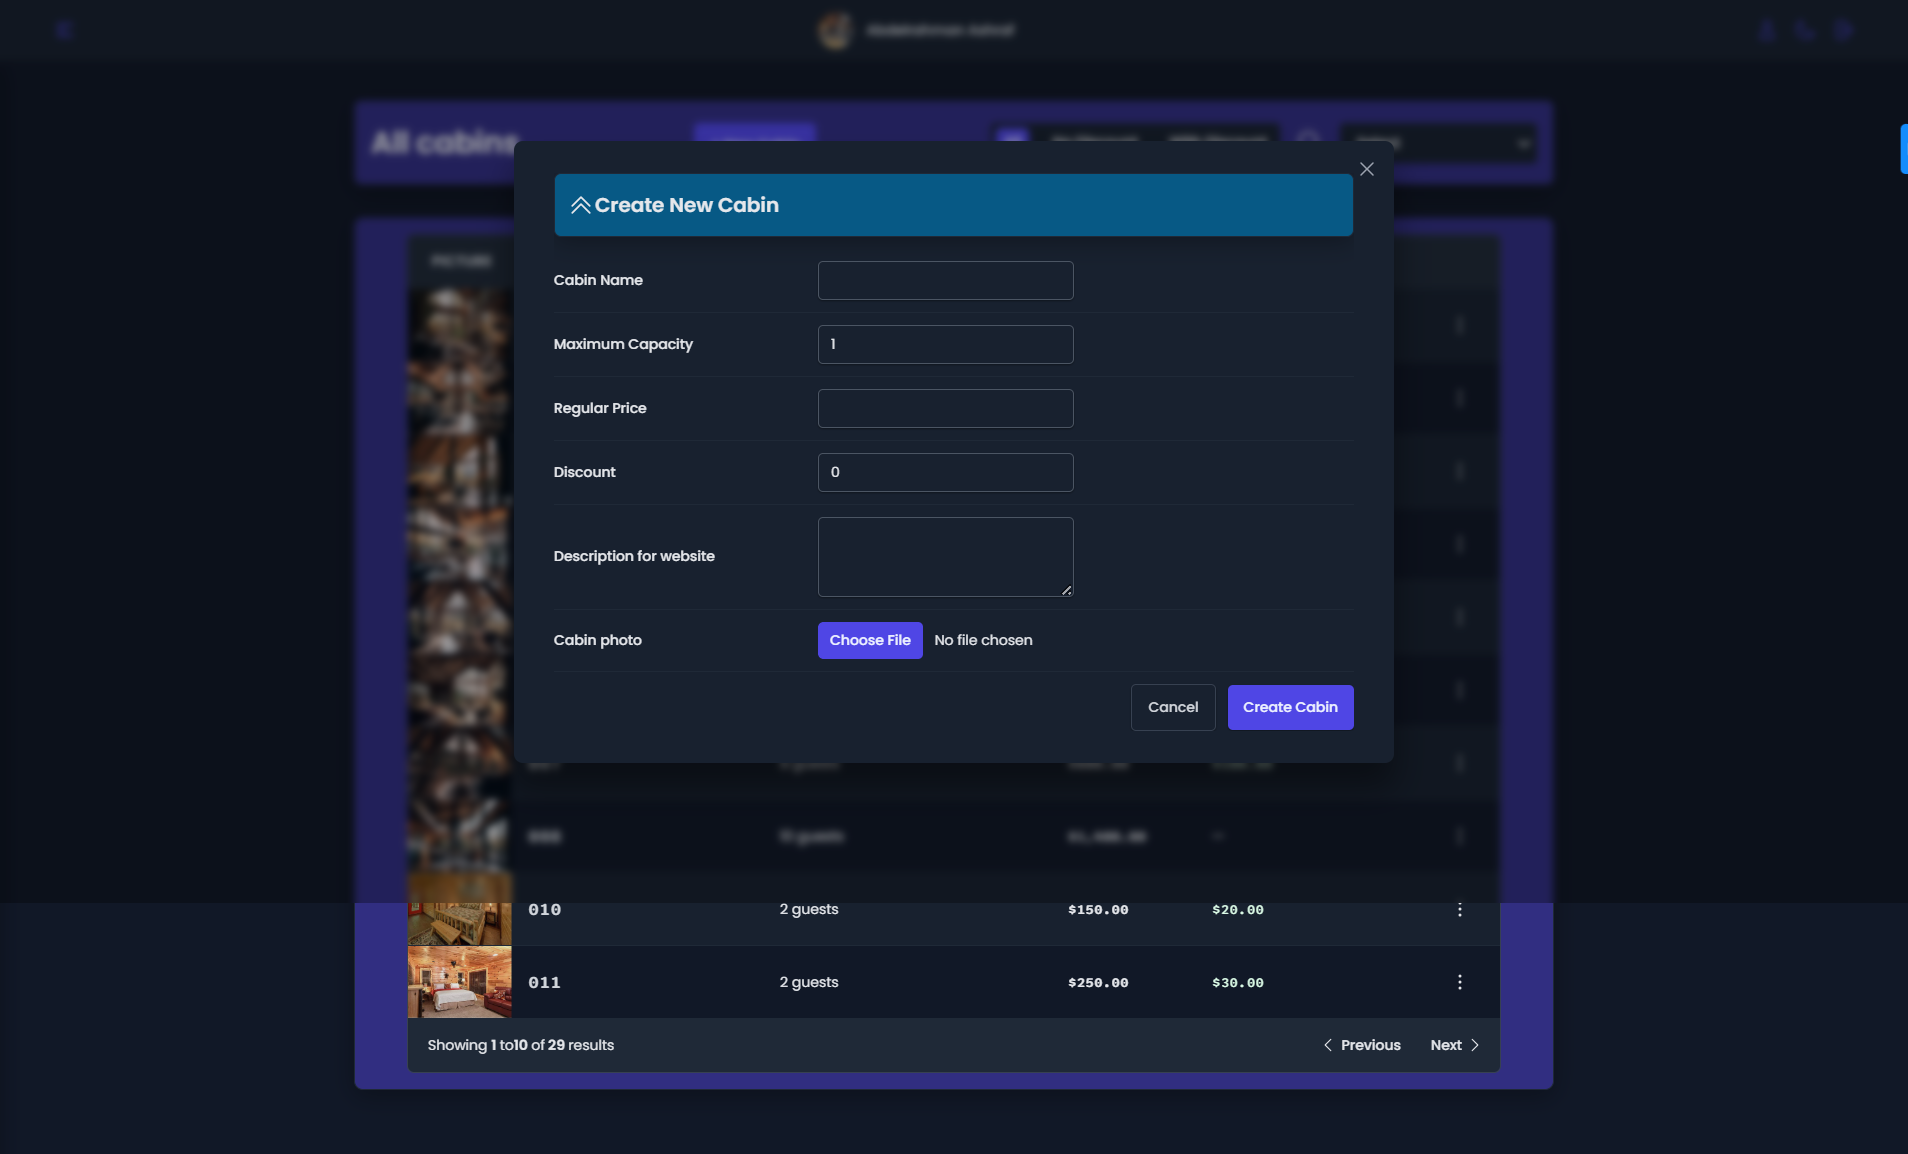 All cabins
Create New Cabin
PICTURE
Cabin Name
Maximum Capacity
1
Regular Price
Discount
0
Description for website
Cabin photo
Choose File No file chosen
Cancel Create Cabin
010 2 guests $150.00 $20.00
011 2 guests $250.00 $30.00
Showing 1 to10 of 29 results
Previous Next